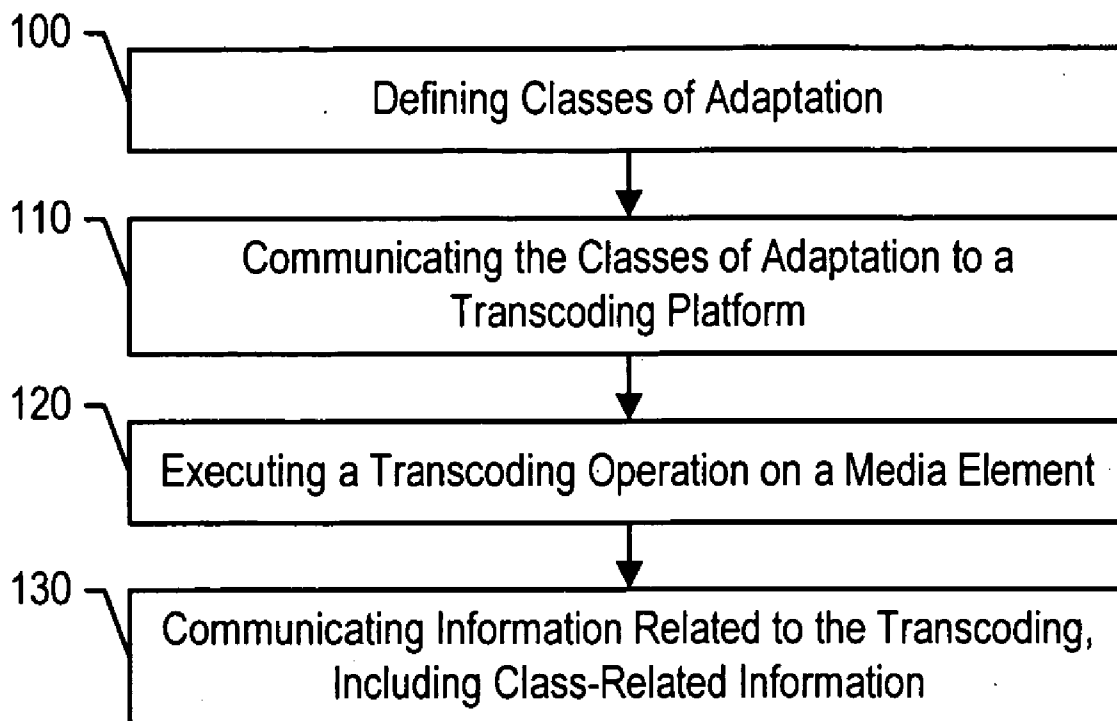 100
Defining Classes of Adaptation
110
Communicating the Classes of Adaptation to a
Transcoding Platform
120
Executing a Transcoding Operation on a Media Element
130
Communicating Information Related to the Transcoding,
Including Class-Related Information